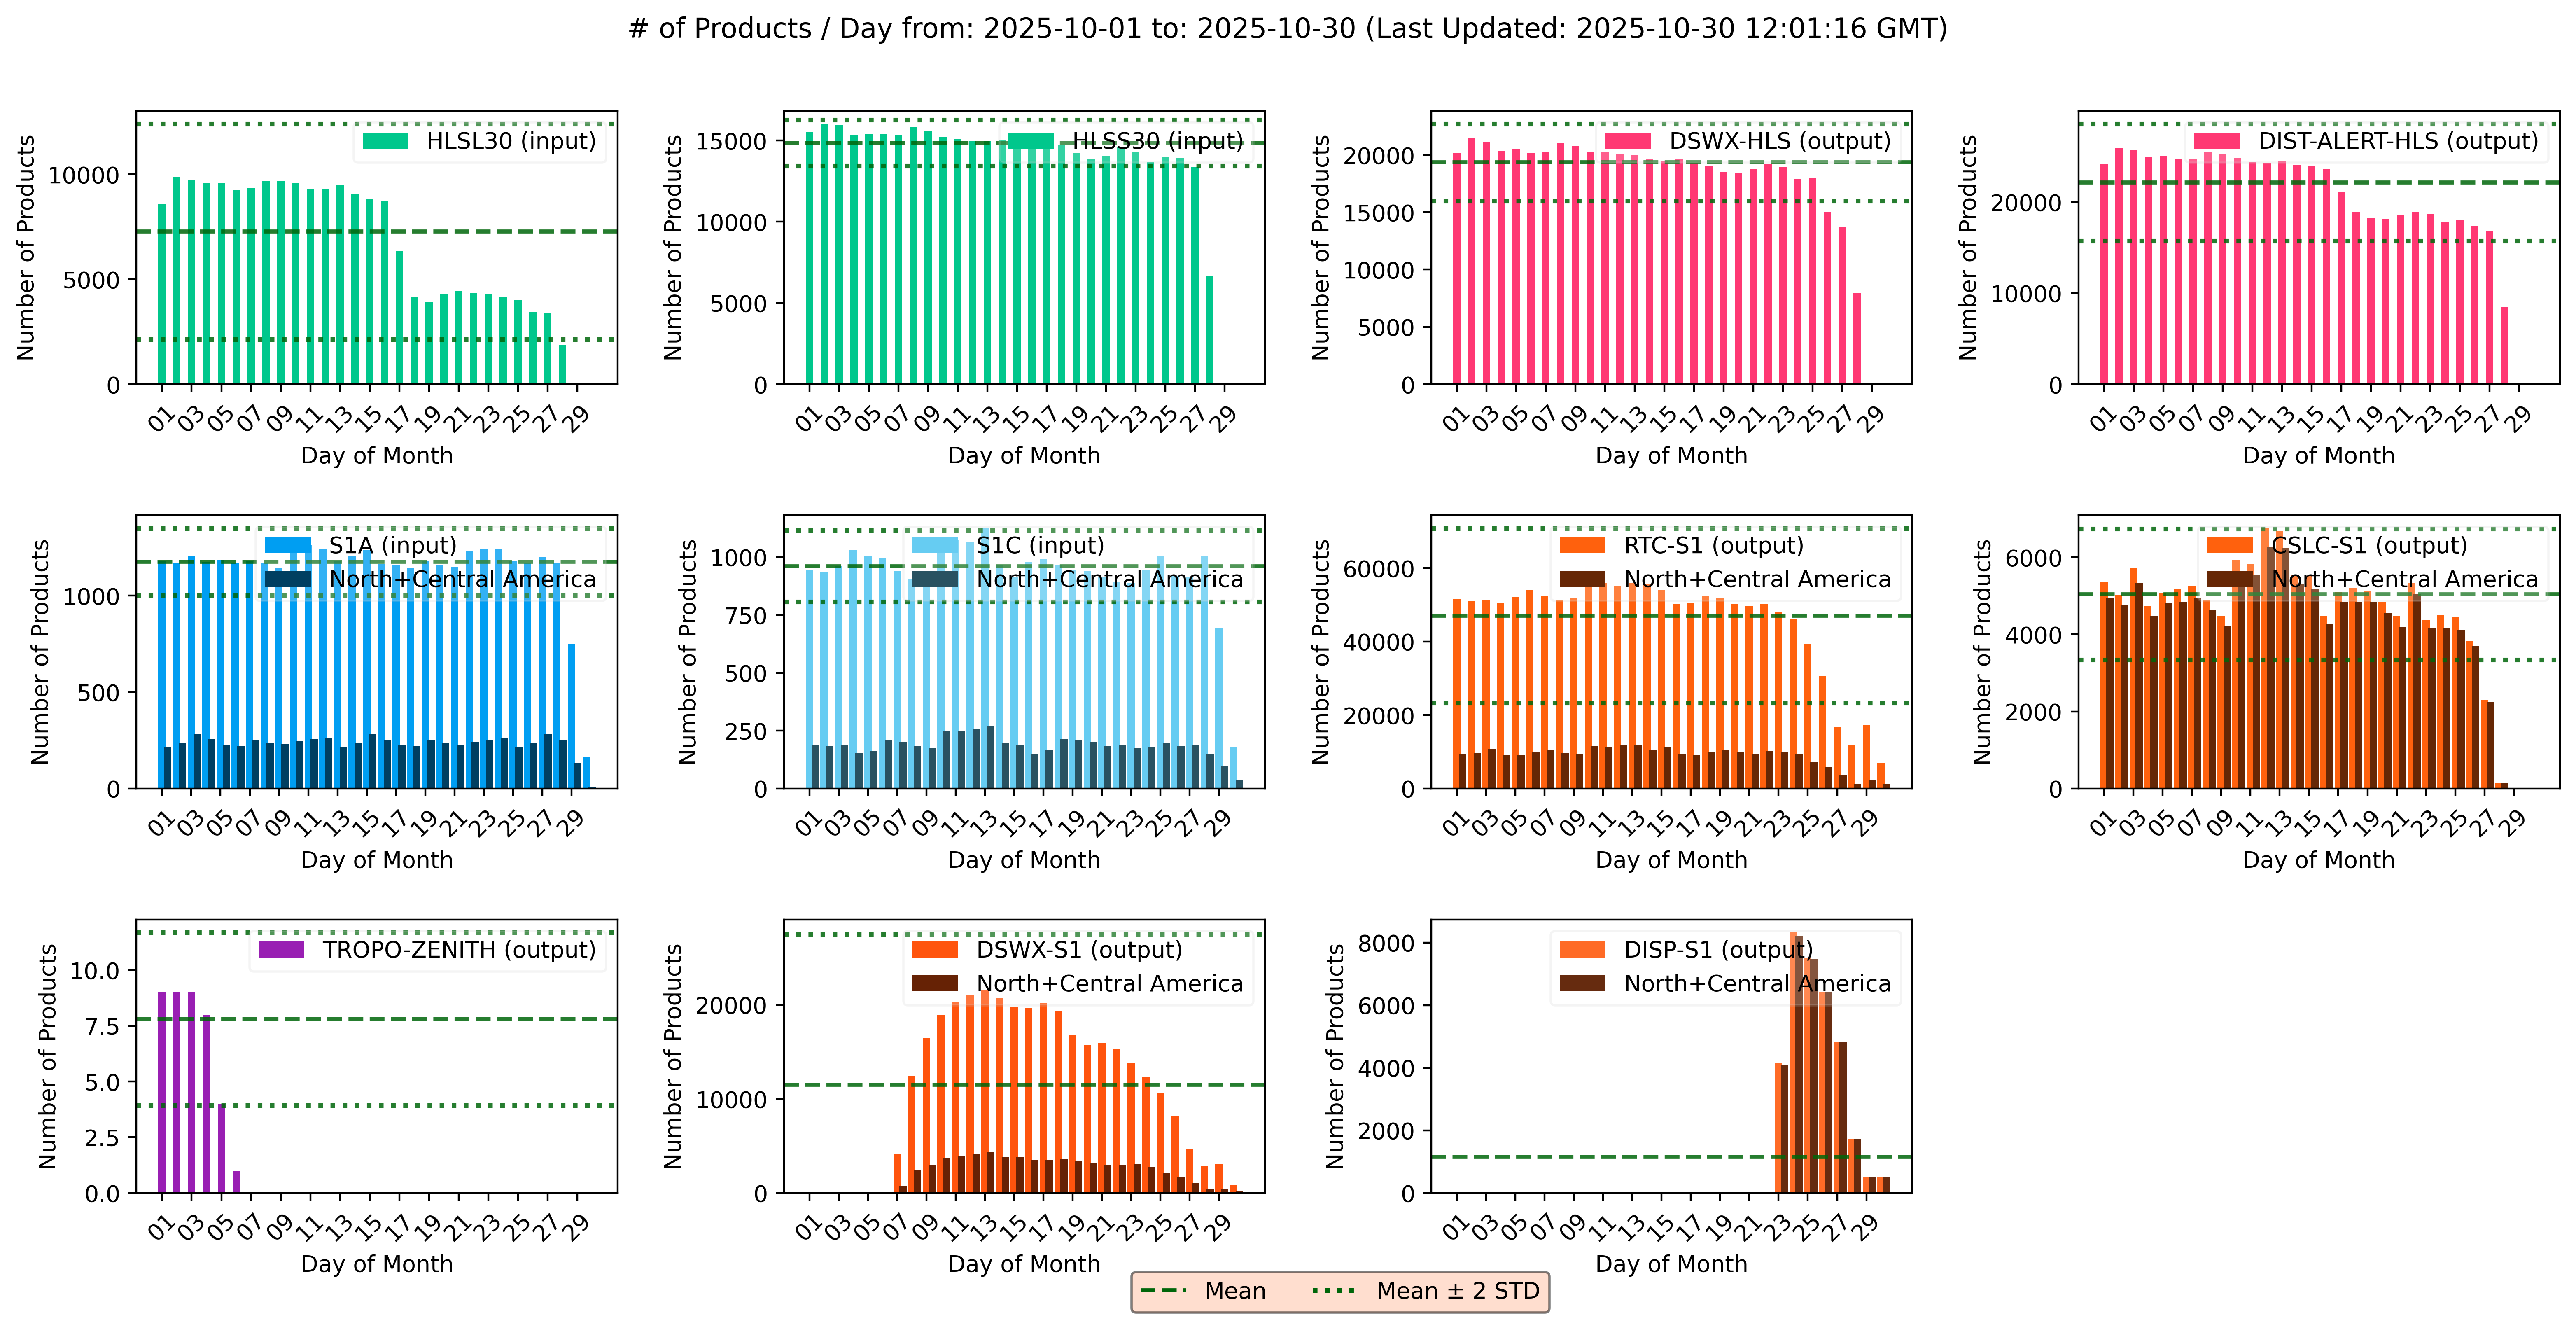 # of Products / Day from: 2025-10-01 to: 2025-10-30 (Last Updated: 2025-10-30 12:01:16 GMT)
Number of Products
10000
5000
0
HLSL30 (input)
01 03 05 07 09 11 13 15 17 19 21 23 25 27 29
Day of Month
Number of Products
15000
10000
5000
0
HLSS30 (input)
01 03 05 07 09 11 13 15 17 19 21 23 25 27 29
Day of Month
Number of Products
20000
15000
10000
5000
0
DSWX-HLS (output)
01 03 05 07 09 11 13 15 17 19 21 23 25 27 29
Day of Month
Number of Products
20000
10000
0
DIST-ALERT-HLS (output)
01 03 05 07 09 11 13 15 17 19 21 23 25 27 29
Day of Month
Number of Products
1000
500
0
S1A (input)
North+Central America
01 03 05 07 09 11 13 15 17 19 21 23 25 27 29
Day of Month
Number of Products
1000
750
500
250
0
S1C (input)
North+Central America
01 03 05 07 09 11 13 15 17 19 21 23 25 27 29
Day of Month
Number of Products
60000
40000
20000
0
RTC-S1 (output)
North+Central America
01 03 05 07 09 11 13 15 17 19 21 23 25 27 29
Day of Month
Number of Products
6000
4000
2000
0
CSLC-S1 (output)
North+Central America
01 03 05 07 09 11 13 15 17 19 21 23 25 27 29
Day of Month
Number of Products
10.0
7.5
5.0
2.5
0.0
TROPO-ZENITH (output)
01 03 05 07 09 11 13 15 17 19 21 23 25 27 29
Day of Month
Number of Products
20000
10000
0
DSWX-S1 (output)
North+Central America
01 03 05 07 09 11 13 15 17 19 21 23 25 27 29
Day of Month
Number of Products
8000
6000
4000
2000
0
DISP-S1 (output)
North+Central America
01 03 05 07 09 11 13 15 17 19 21 23 25 27 29
Day of Month
Mean
Mean ± 2 STD